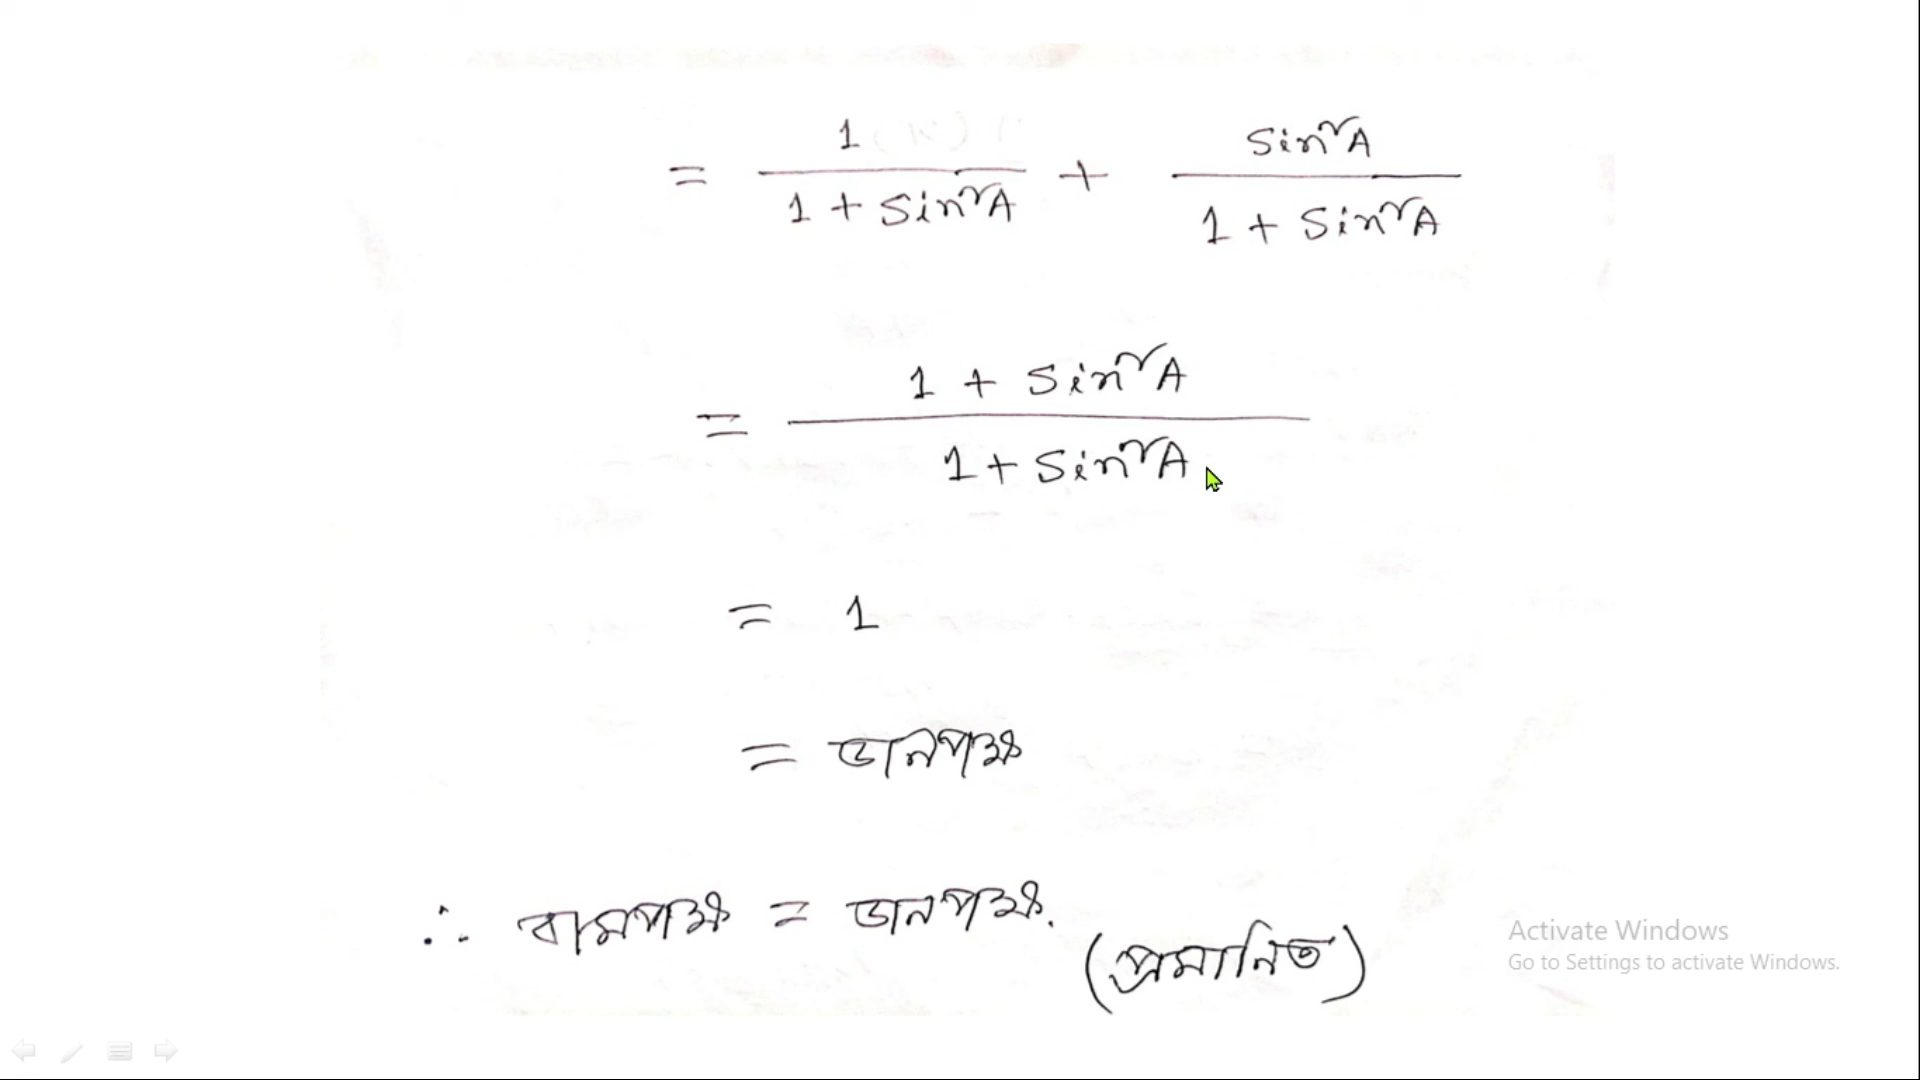 = 1 / (1 + Sin²A) + Sin²A / (1 + Sin²A)
= (1 + Sin²A) / (1 + Sin²A)
= 1
= ডানপক্ষ
∴ বামপক্ষ = ডানপক্ষ.
(প্রমানিত)
Activate Windows
Go to Settings to activate Windows.